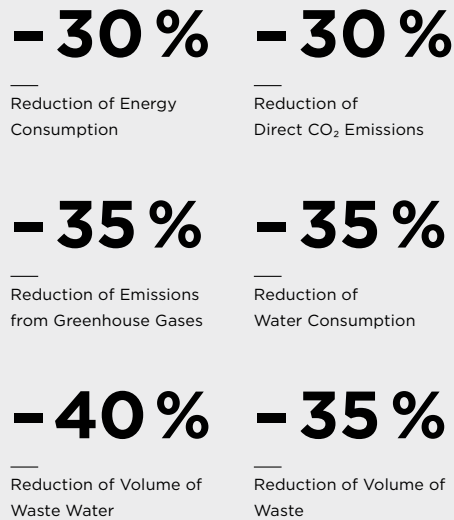 – 30 %
Reduction of Energy
Consumption
– 30 %
Reduction of
Direct CO₂ Emissions
– 35 %
Reduction of Emissions
from Greenhouse Gases
– 35 %
Reduction of
Water Consumption
– 40 %
Reduction of Volume of
Waste Water
– 35 %
Reduction of Volume of
Waste